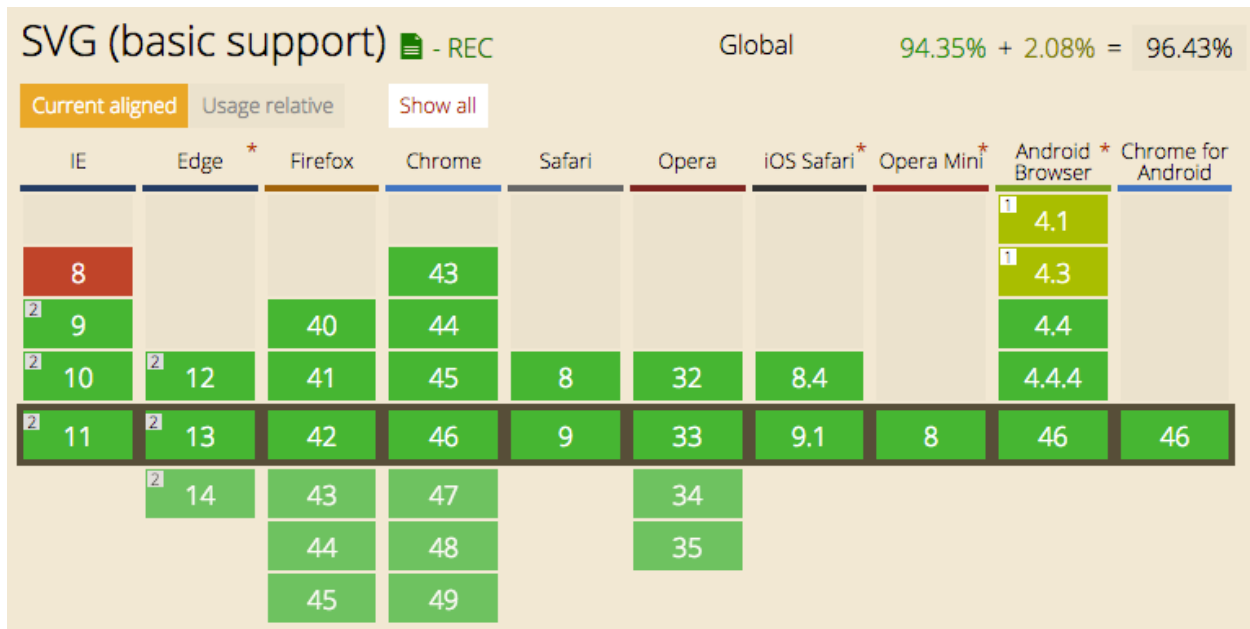 SVG (basic support) - REC Global 94.35% + 2.08% = 96.43%
Current aligned Usage relative Show all
IE Edge * Firefox Chrome Safari Opera iOS Safari * Opera Mini * Android Browser * Chrome for Android
1 4.1
8 43 1 4.3
2 9 40 44 4.4
2 10 2 12 41 45 8 32 8.4 4.4.4
2 11 2 13 42 46 9 33 9.1 8 46 46
2 14 43 47 34
44 48 35
45 49